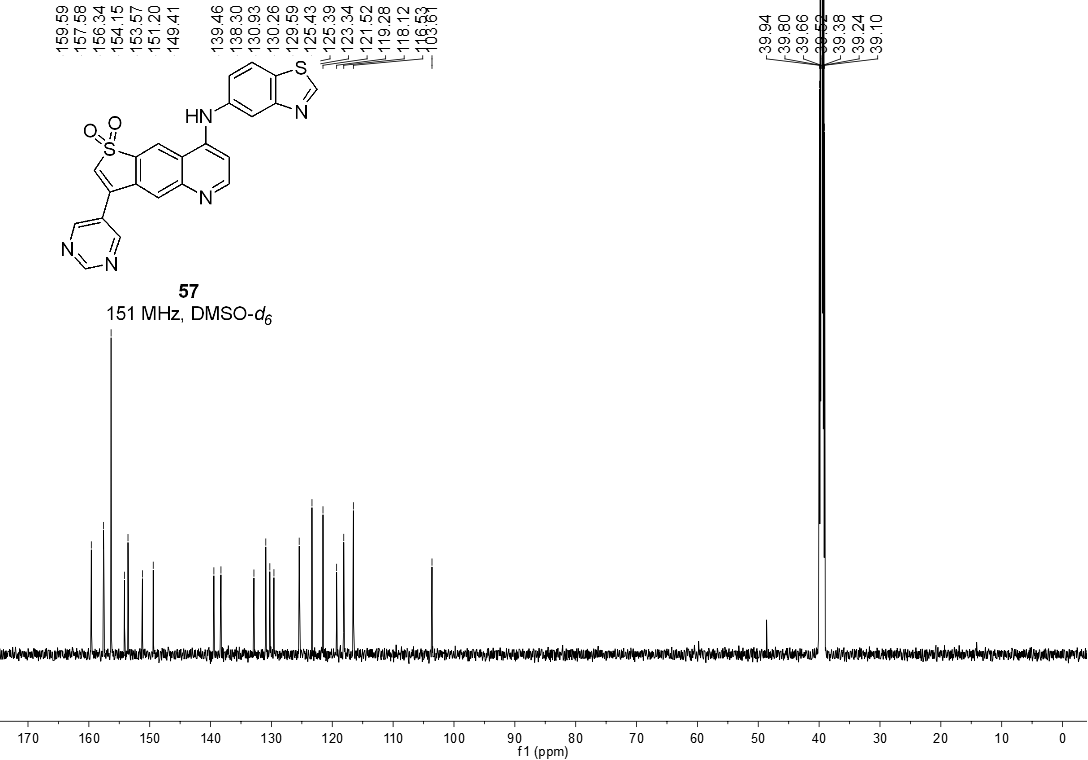 159.59
157.58
156.34
154.15
153.57
151.20
149.41
139.46
138.30
130.93
130.26
129.59
125.43
125.39
123.34
121.52
119.28
118.12
116.53
103.61
39.94
39.80
39.66
39.52
39.38
39.24
39.10
S
N
HN
O
O
S
N
N
N
57
151 MHz, DMSO-d6
170 160 150 140 130 120 110 100 90 80 70 60 50 40 30 20 10 0
f1 (ppm)